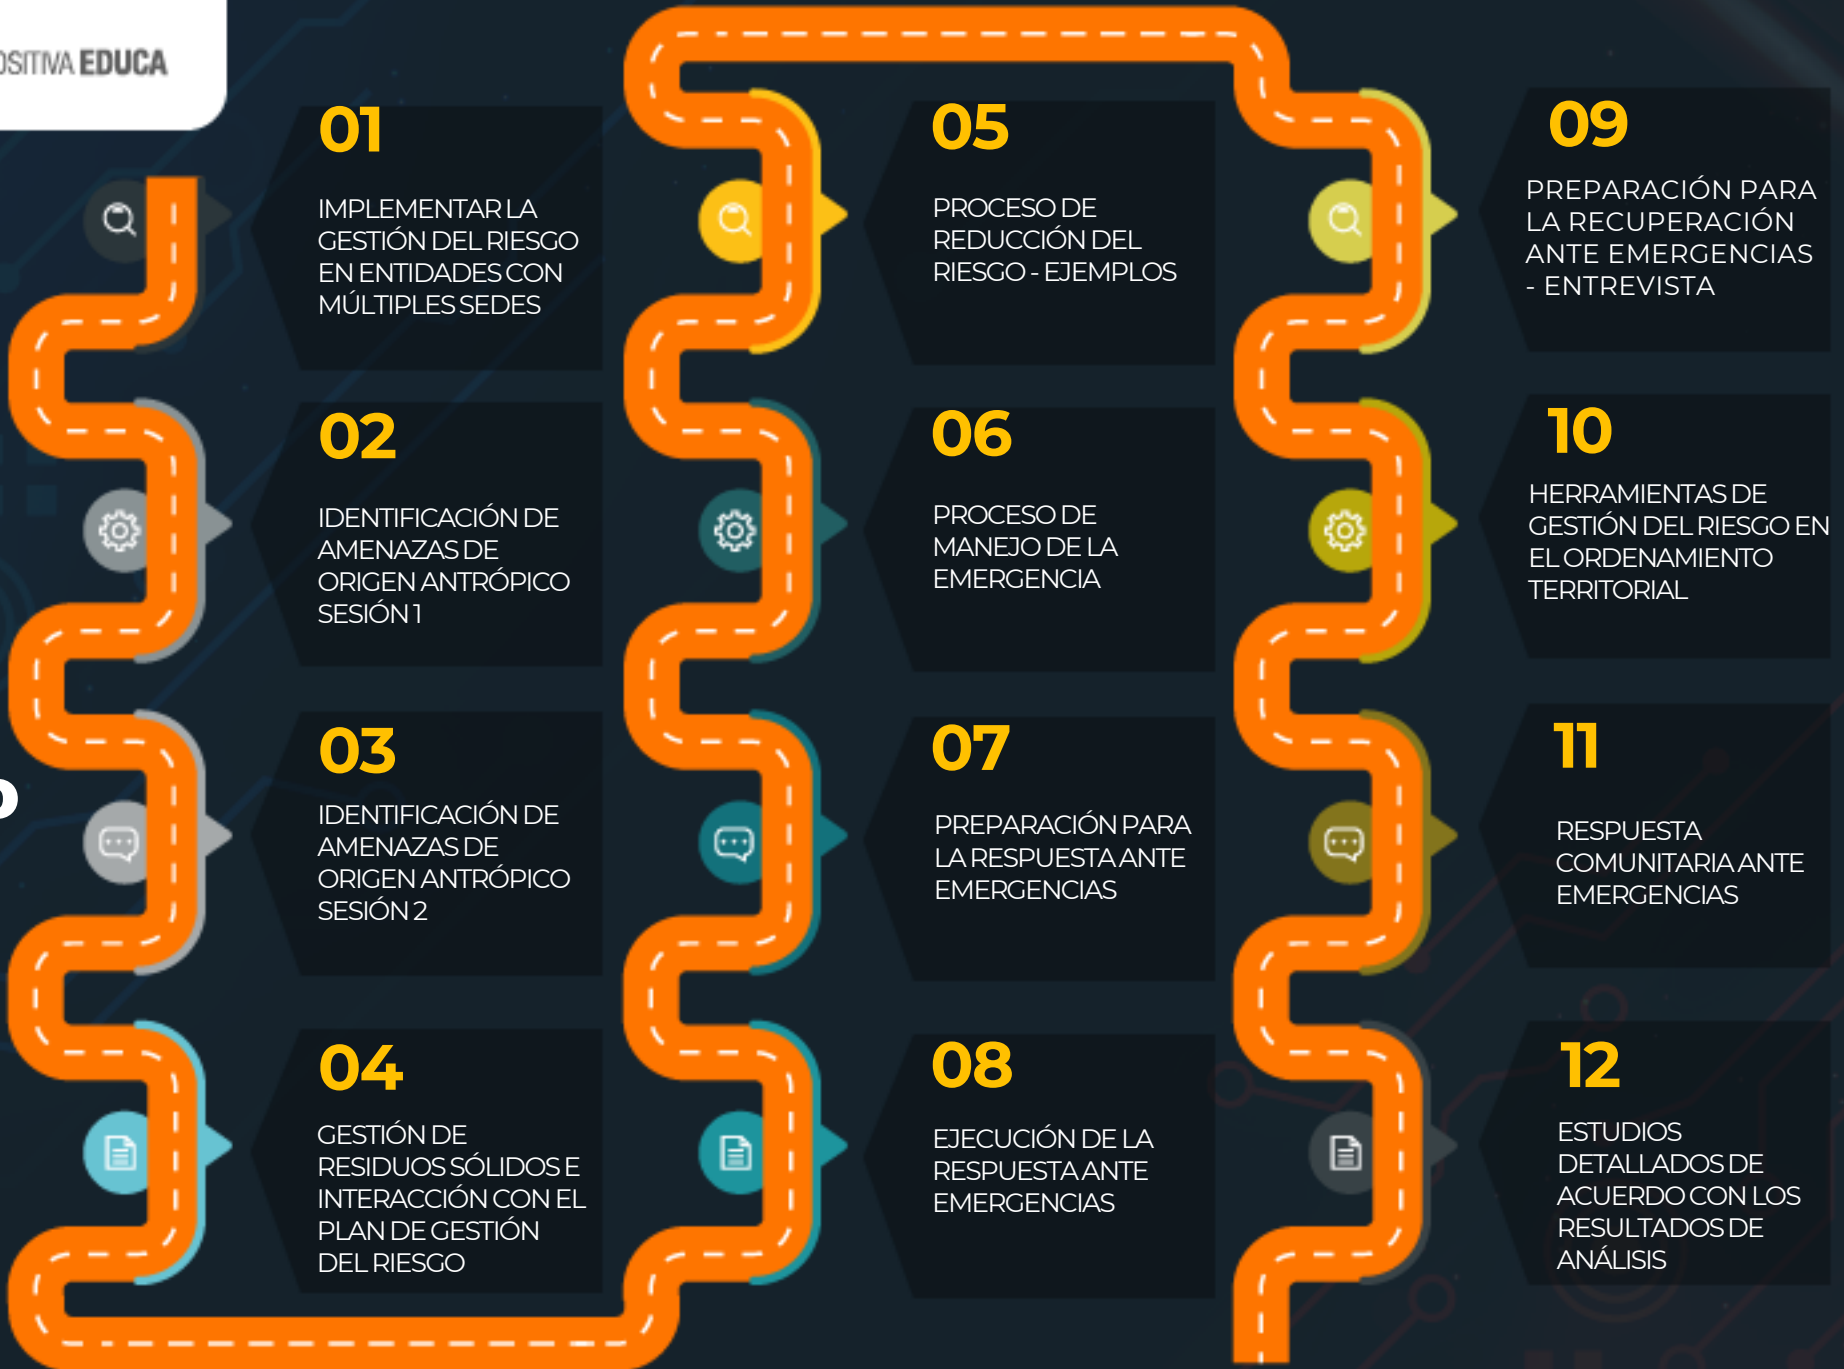 EDUCA
01
IMPLEMENTAR LA
GESTIÓN DEL RIESGO
EN ENTIDADES CON
MÚLTIPLES SEDES
02
IDENTIFICACIÓN DE
AMENAZAS DE
ORIGEN ANTRÓPICO
SESIÓN 1
03
IDENTIFICACIÓN DE
AMENAZAS DE
ORIGEN ANTRÓPICO
SESIÓN 2
04
GESTIÓN DE
RESIDUOS SÓLIDOS E
INTERACCIÓN CON EL
PLAN DE GESTIÓN
DEL RIESGO
05
PROCESO DE
REDUCCIÓN DEL
RIESGO - EJEMPLOS
06
PROCESO DE
MANEJO DE LA
EMERGENCIA
07
PREPARACIÓN PARA
LA RESPUESTA ANTE
EMERGENCIAS
08
EJECUCIÓN DE LA
RESPUESTA ANTE
EMERGENCIAS
09
PREPARACIÓN PARA
LA RECUPERACIÓN
ANTE EMERGENCIAS
- ENTREVISTA
10
HERRAMIENTAS DE
GESTIÓN DEL RIESGO EN
EL ORDENAMIENTO
TERRITORIAL
11
RESPUESTA
COMUNITARIA ANTE
EMERGENCIAS
12
ESTUDIOS
DETALLADOS DE
ACUERDO CON LOS
RESULTADOS DE
ANÁLISIS